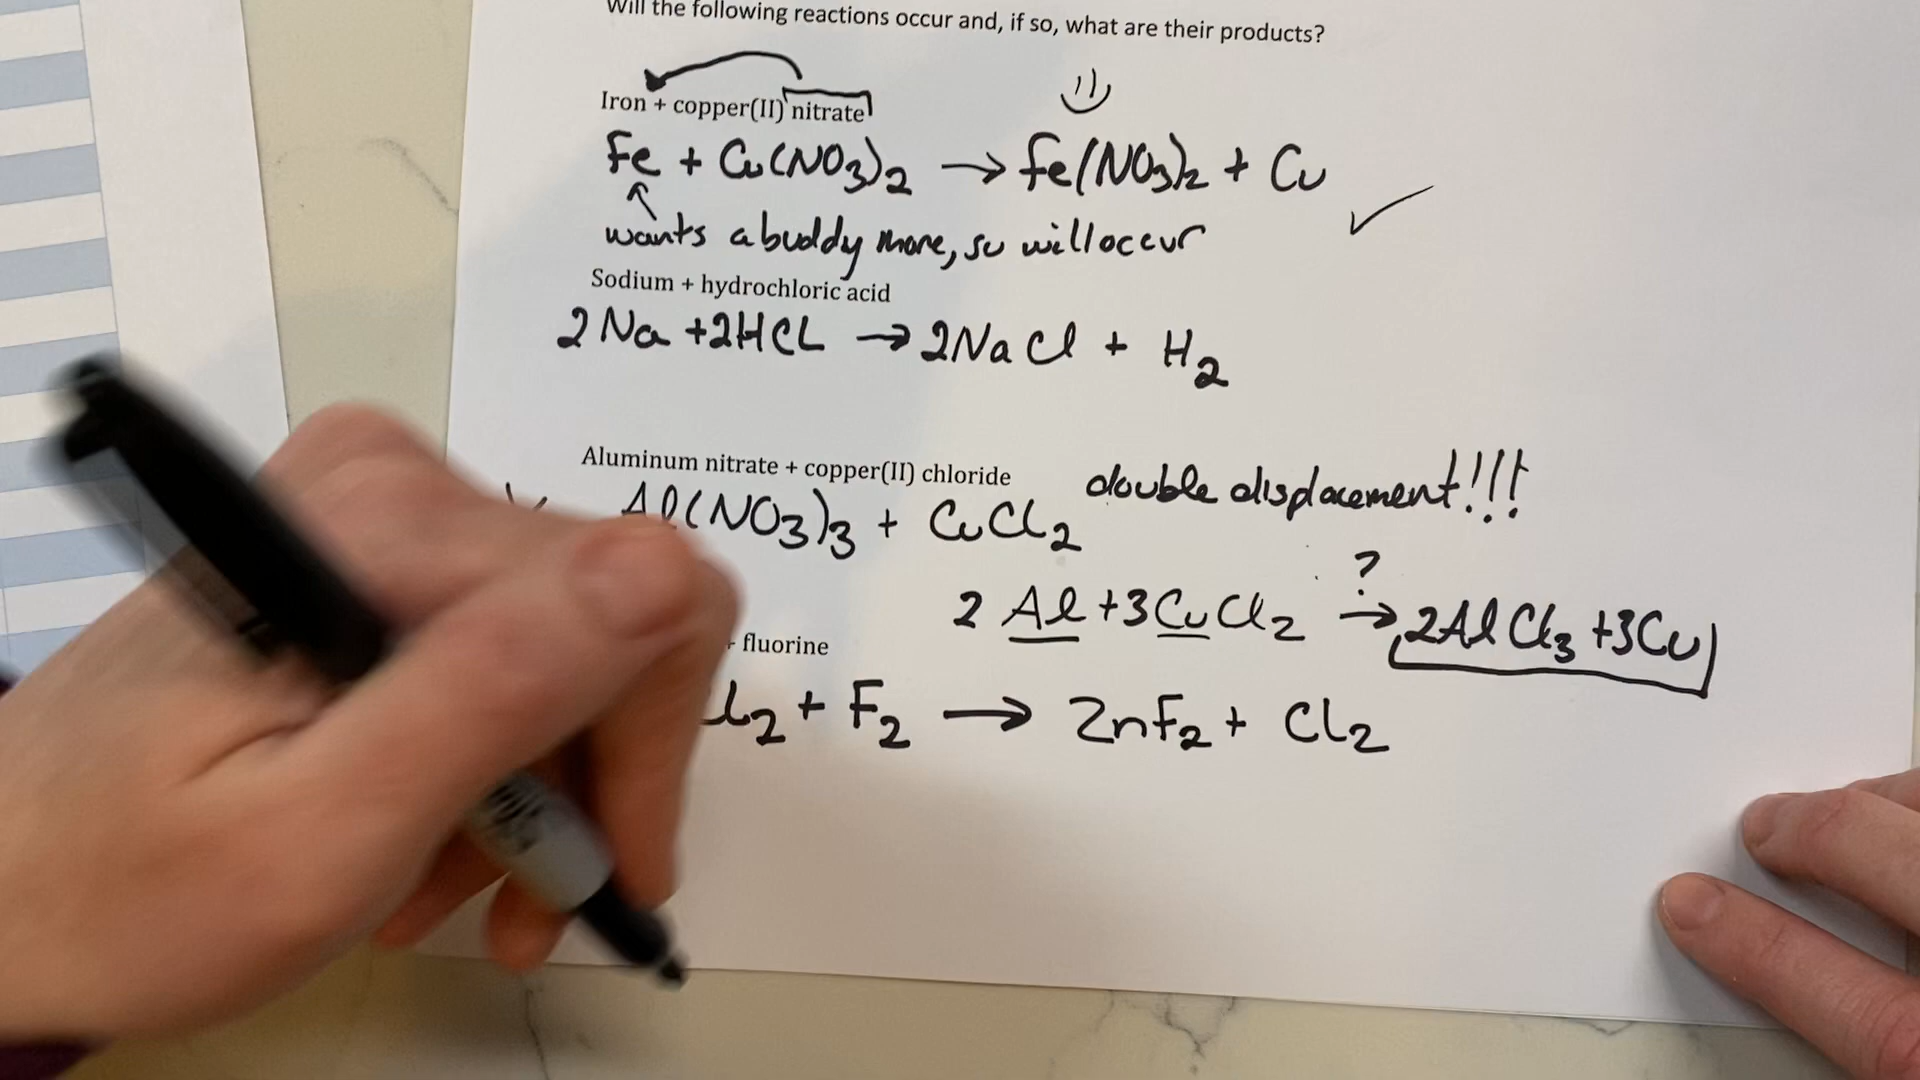 Will the following reactions occur and, if so, what are their products?
Iron + copper(II) nitrate
Fe + Cu(NO3)2 → Fe(NO3)2 + Cu
wants a buddy more, so will occur
Sodium + hydrochloric acid
2Na + 2HCL → 2NaCl + H2
Aluminum nitrate + copper(II) chloride
double displacement!!!
Al(NO3)3 + CuCl2
?
2 Al + 3CuCl2 → 2AlCl3 + 3Cu
+ fluorine
l2 + F2 → ZnF2 + Cl2